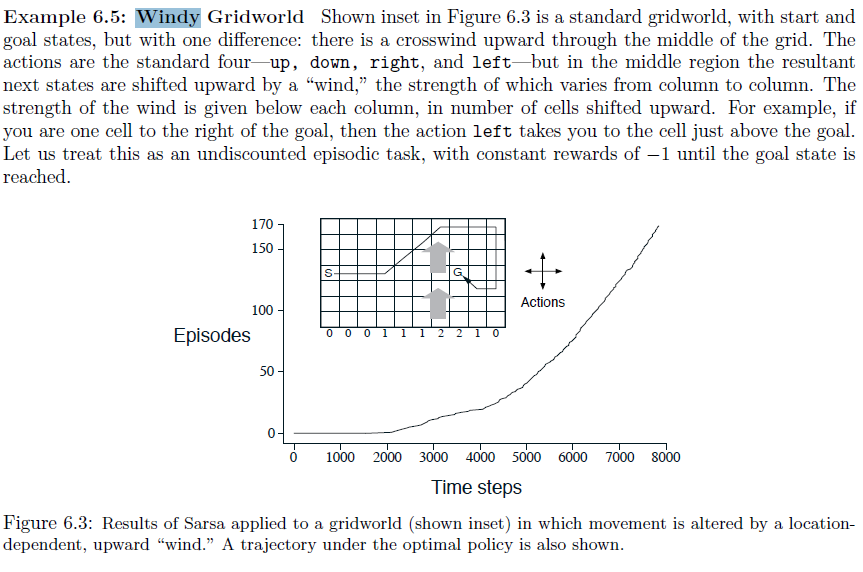 Example 6.5: Windy Gridworld Shown inset in Figure 6.3 is a standard gridworld, with start and
goal states, but with one difference: there is a crosswind upward through the middle of the grid. The
actions are the standard four—up, down, right, and left—but in the middle region the resultant
next states are shifted upward by a “wind,” the strength of which varies from column to column. The
strength of the wind is given below each column, in number of cells shifted upward. For example, if
you are one cell to the right of the goal, then the action left takes you to the cell just above the goal.
Let us treat this as an undiscounted episodic task, with constant rewards of −1 until the goal state is
reached.
170
150
100
50
0
Episodes
S
G
0 0 0 1 1 1 2 2 1 0
Actions
0 1000 2000 3000 4000 5000 6000 7000 8000
Time steps
Figure 6.3: Results of Sarsa applied to a gridworld (shown inset) in which movement is altered by a location-
dependent, upward “wind.” A trajectory under the optimal policy is also shown.